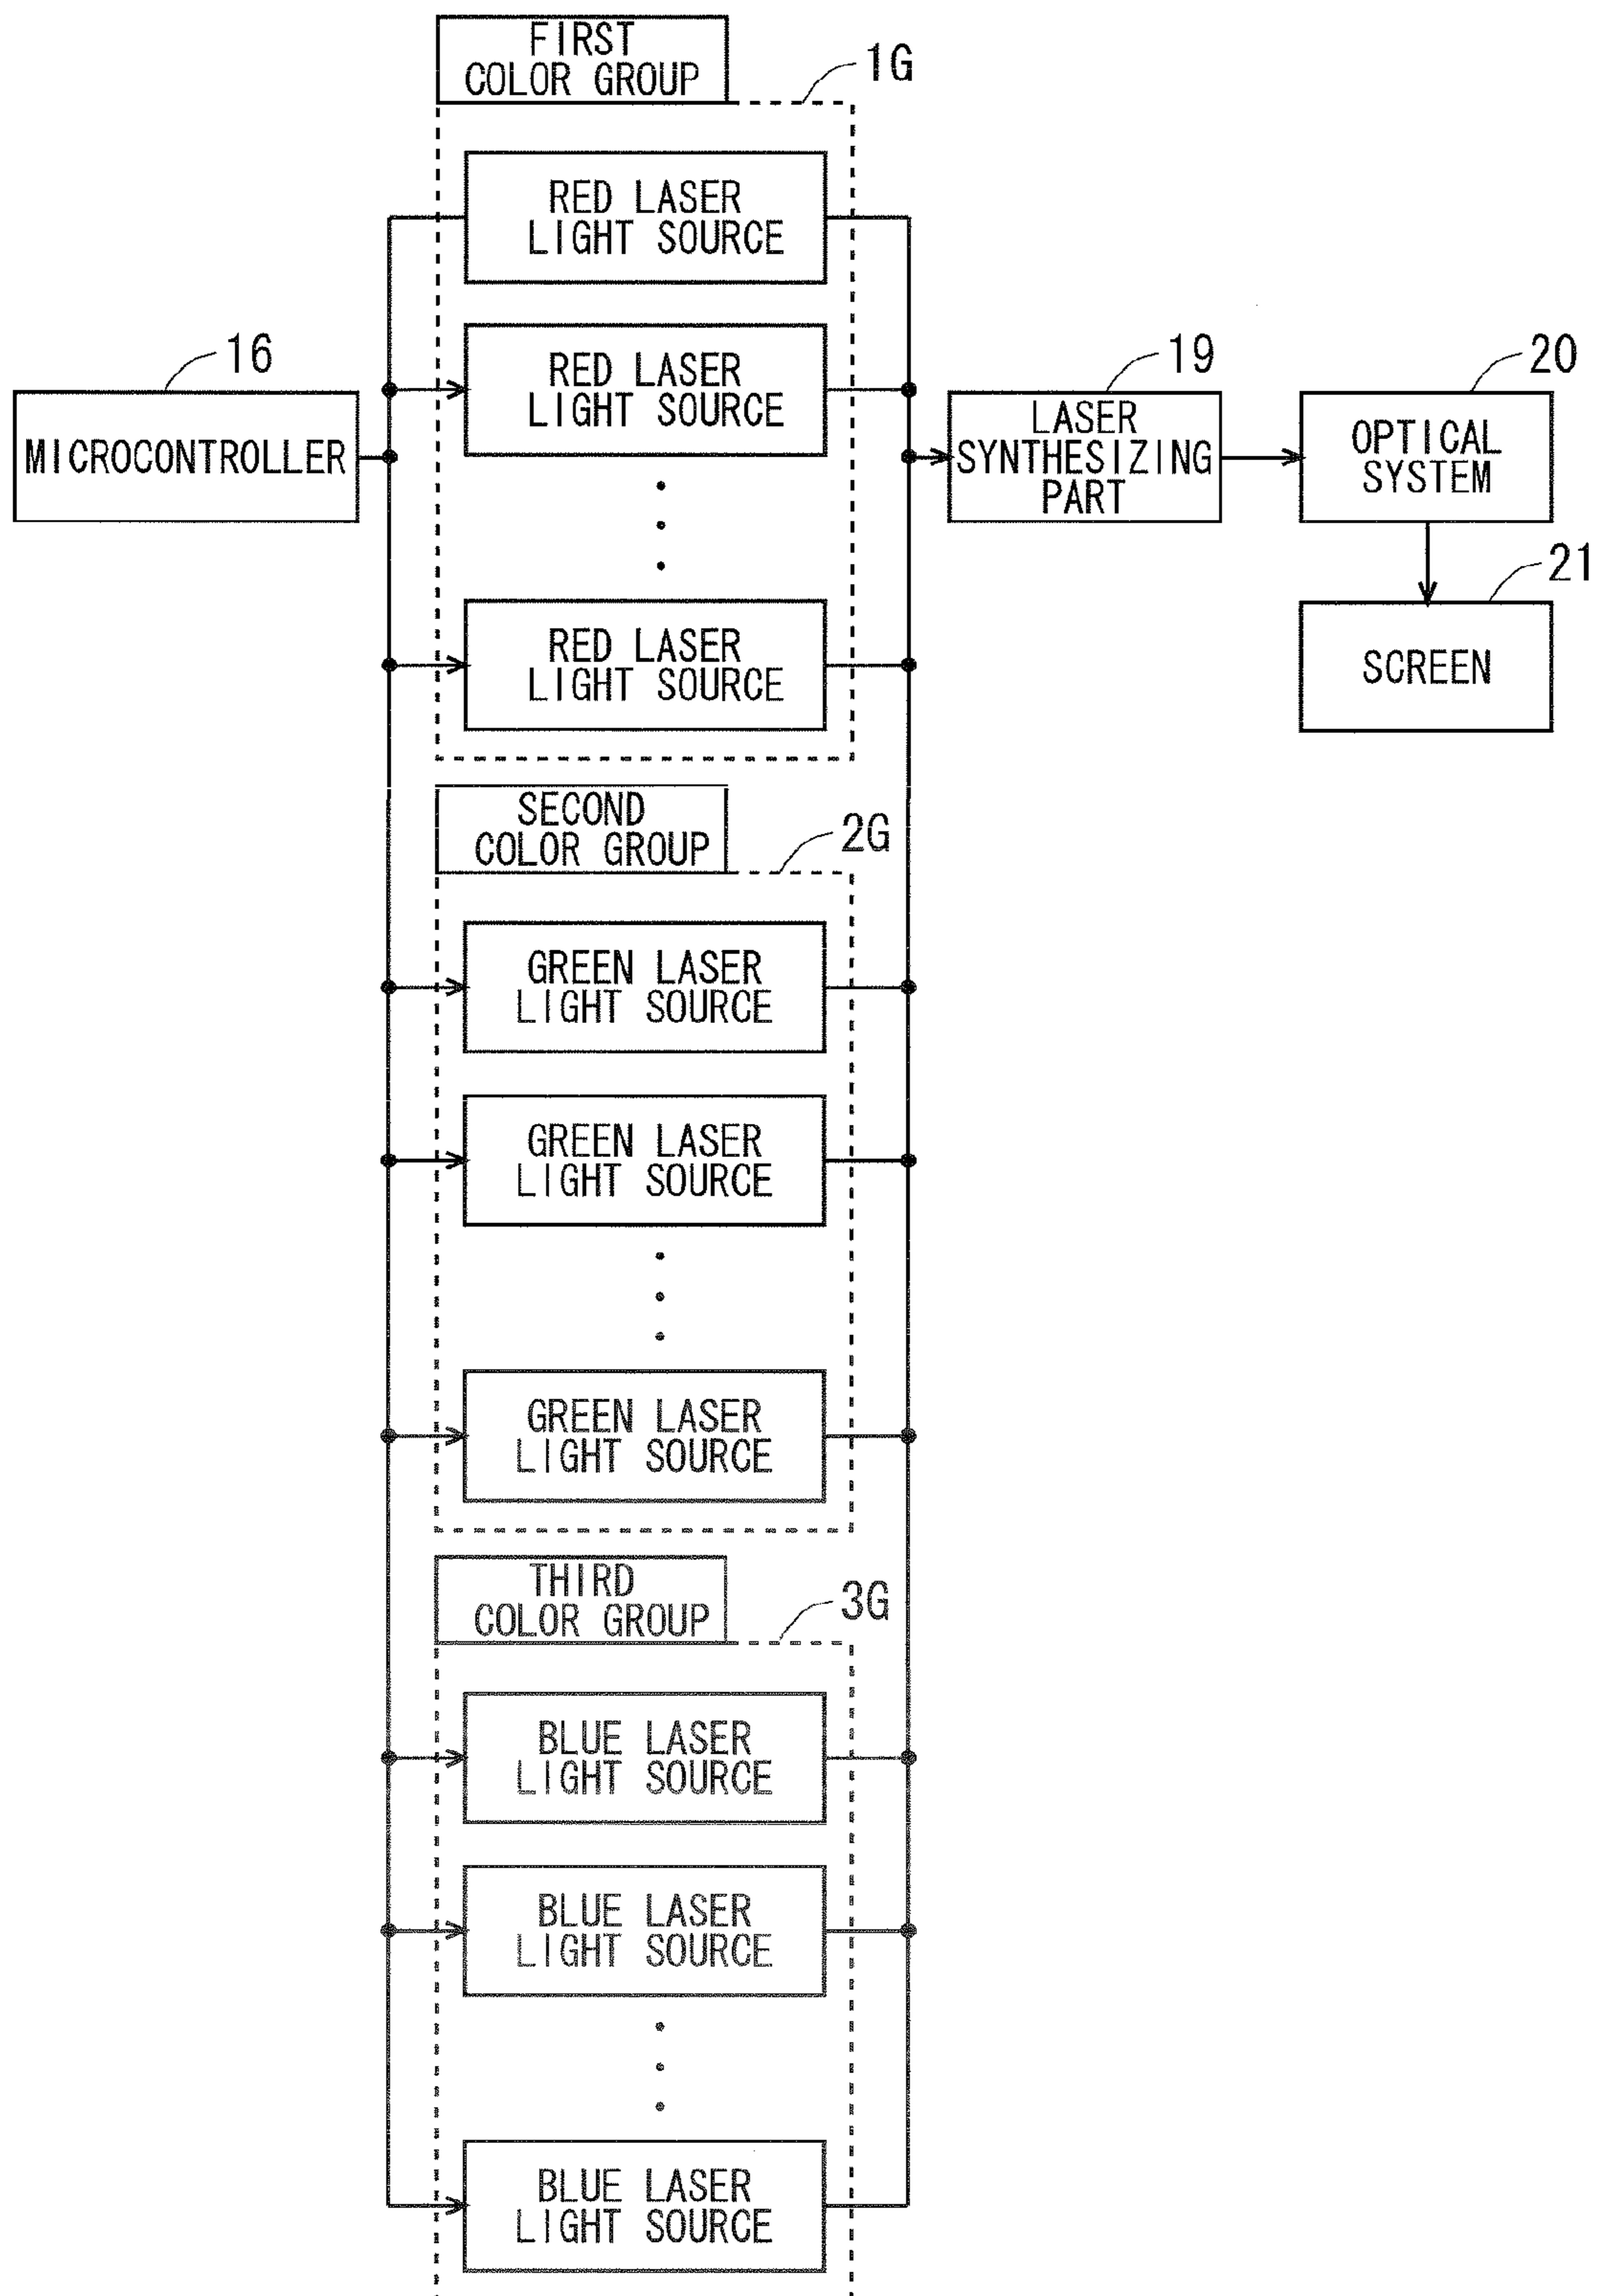 FIRST
COLOR GROUP
1G
RED LASER
LIGHT SOURCE
RED LASER
LIGHT SOURCE
RED LASER
LIGHT SOURCE
16
MICROCONTROLLER
19
LASER
SYNTHESIZING
PART
20
OPTICAL
SYSTEM
21
SCREEN
SECOND
COLOR GROUP
2G
GREEN LASER
LIGHT SOURCE
GREEN LASER
LIGHT SOURCE
GREEN LASER
LIGHT SOURCE
THIRD
COLOR GROUP
3G
BLUE LASER
LIGHT SOURCE
BLUE LASER
LIGHT SOURCE
BLUE LASER
LIGHT SOURCE